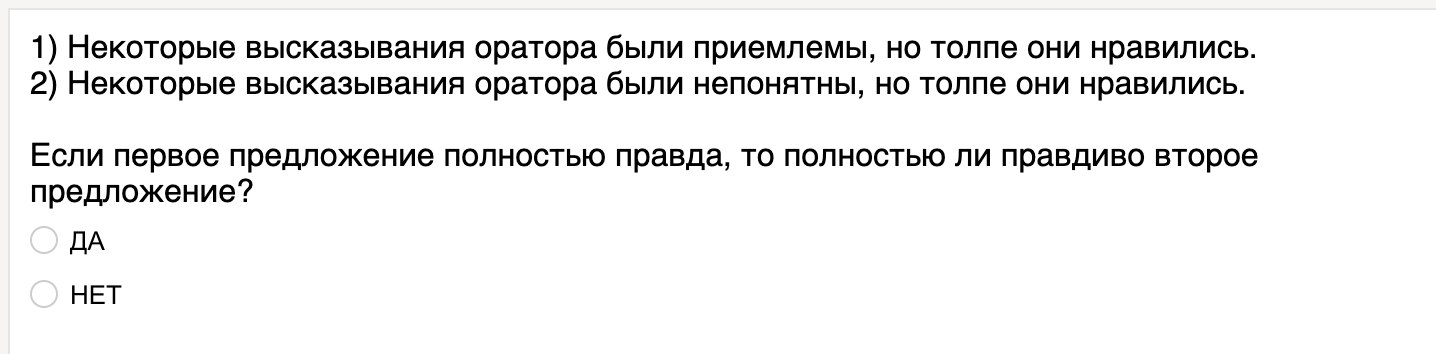 1) Некоторые высказывания оратора были приемлемы, но толпе они нравились.
2) Некоторые высказывания оратора были непонятны, но толпе они нравились.
Если первое предложение полностью правда, то полностью ли правдиво второе
предложение?
ДА
НЕТ